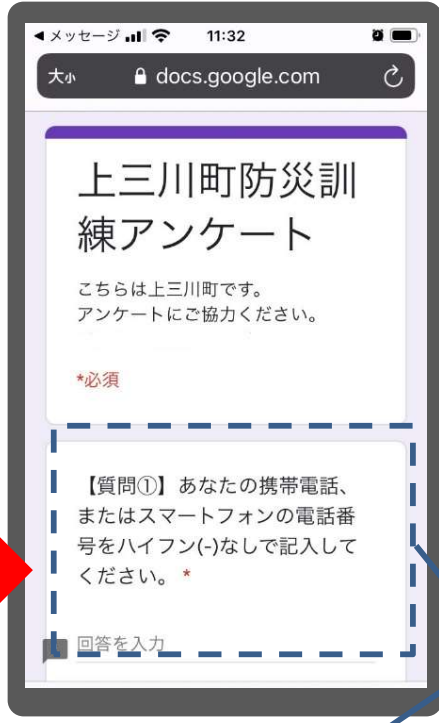 メッセージ 11:32
大小 docs.google.com
上三川町防災訓
練アンケート
こちらは上三川町です。
アンケートにご協力ください。
*必須
【質問①】あなたの携帯電話、
またはスマートフォンの電話番
号をハイフン(-)なしで記入して
ください。 *
回答を入力